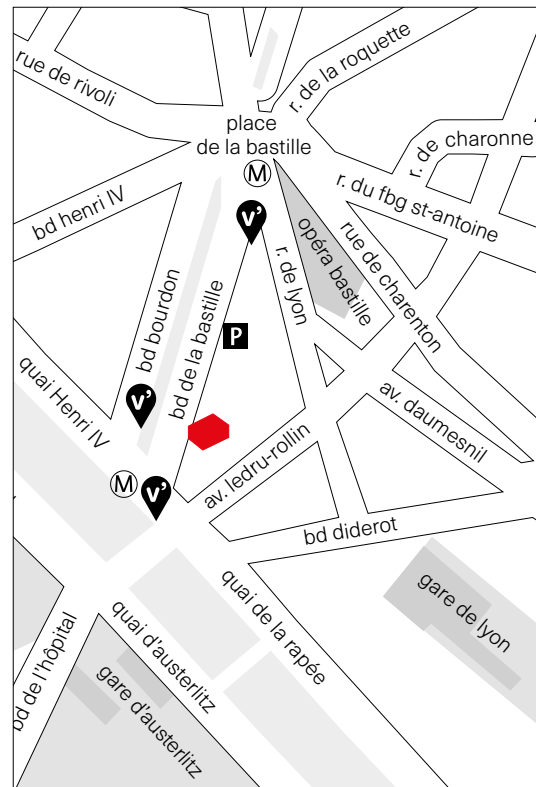 rue de rivoli
r. de la roquette
place
de la bastille
r. de charonne
M
bd henri IV
r. du fbg st-antoine
v'
opéra bastille
rue de charenton
r. de lyon
bd bourdon
bd de la bastille
P
quai Henri IV
v'
av. daumesnil
av. ledru-rollin
M
v'
bd diderot
gare de lyon
quai de la rapée
quai d'austerlitz
bd de l'hôpital
gare d'austerlitz